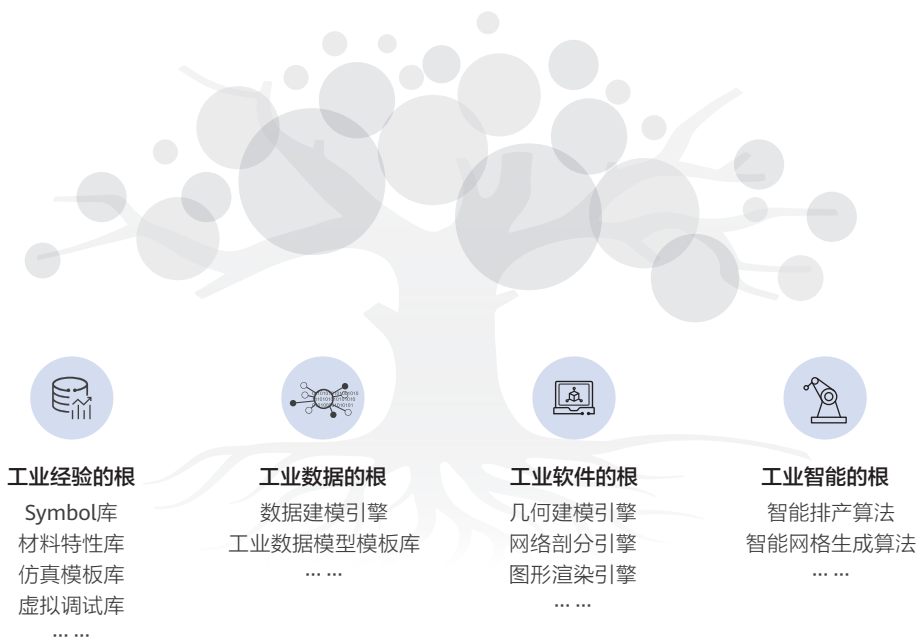 工业经验的根
Symbol库
材料特性库
仿真模板库
虚拟调试库
... ...
工业数据的根
数据建模引擎
工业数据模型模板库
... ...
工业软件的根
几何建模引擎
网络剖分引擎
图形渲染引擎
... ...
工业智能的根
智能排产算法
智能网格生成算法
... ...